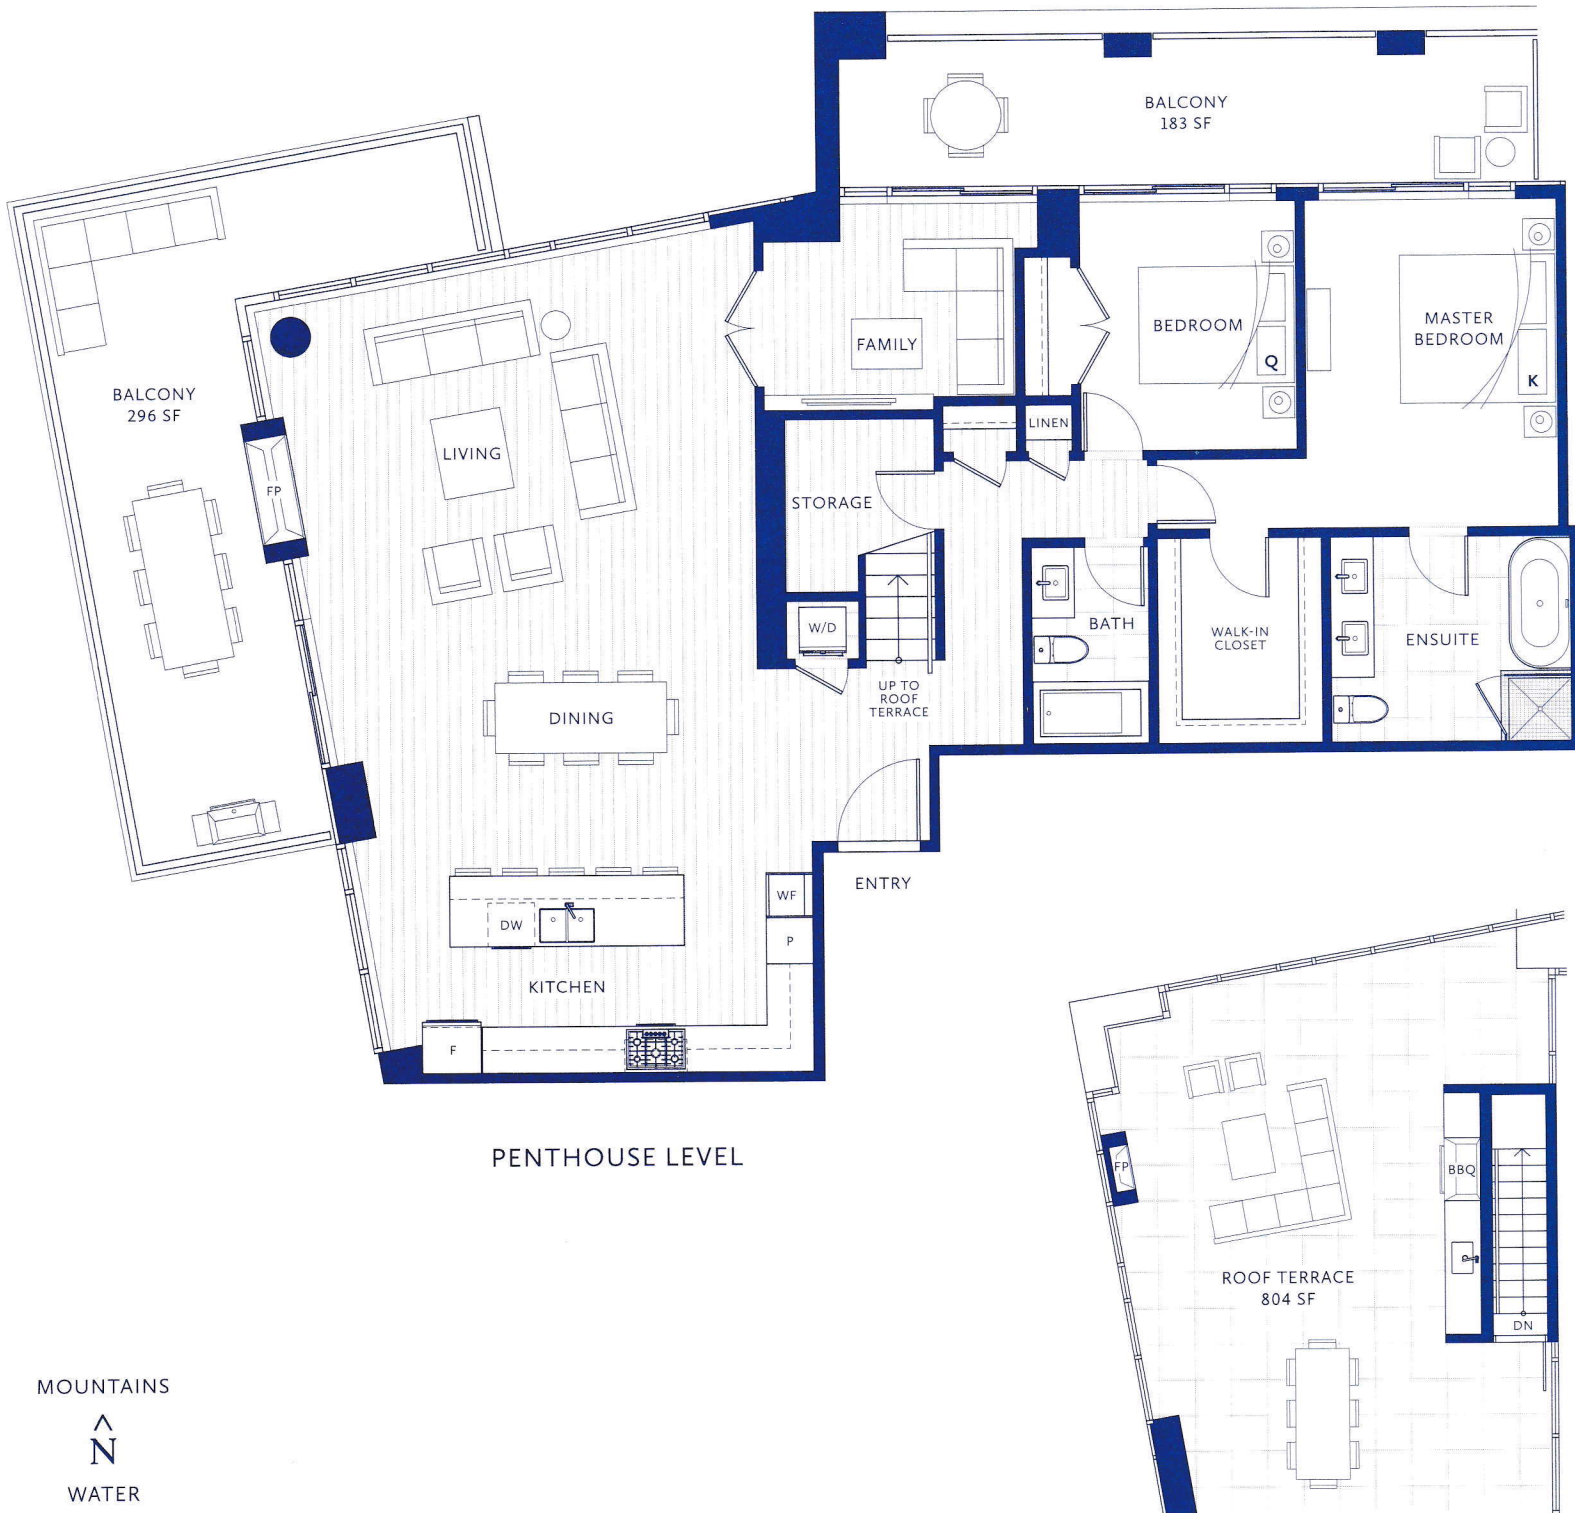 BALCONY
183 SF
BALCONY
296 SF
FP
LIVING
FAMILY
BEDROOM
Q
MASTER
BEDROOM
K
LINEN
STORAGE
W/D
UP TO
ROOF
TERRACE
BATH
WALK-IN
CLOSET
ENSUITE
DINING
ENTRY
WF
P
DW
KITCHEN
F
PENTHOUSE LEVEL
FP
BBQ
ROOF TERRACE
804 SF
DN
MOUNTAINS
N
WATER